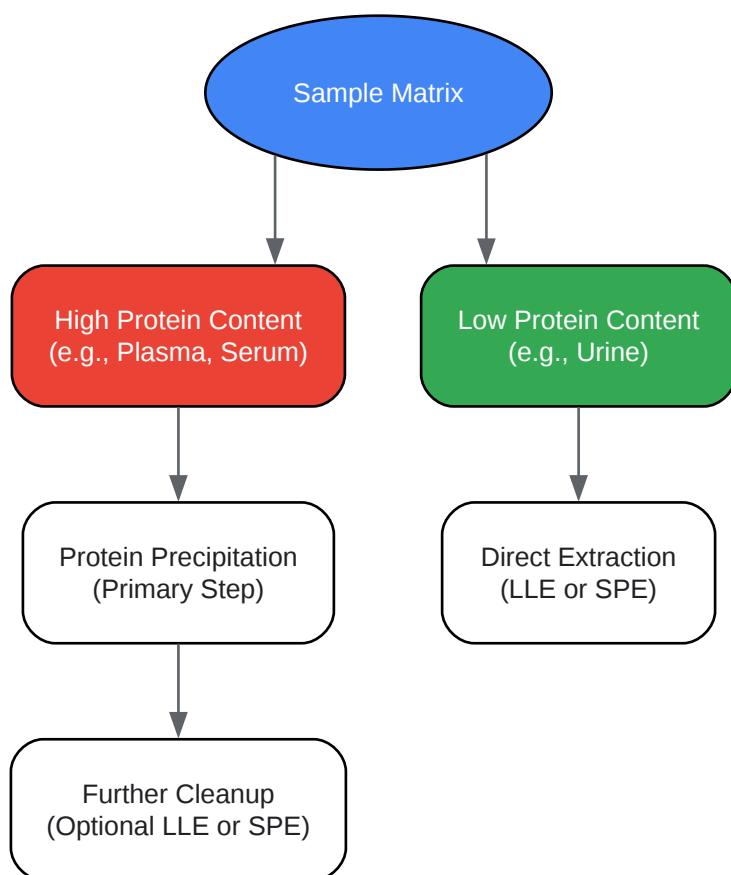 Sample Matrix
High Protein Content
(e.g., Plasma, Serum)
Low Protein Content
(e.g., Urine)
Protein Precipitation
(Primary Step)
Direct Extraction
(LLE or SPE)
Further Cleanup
(Optional LLE or SPE)